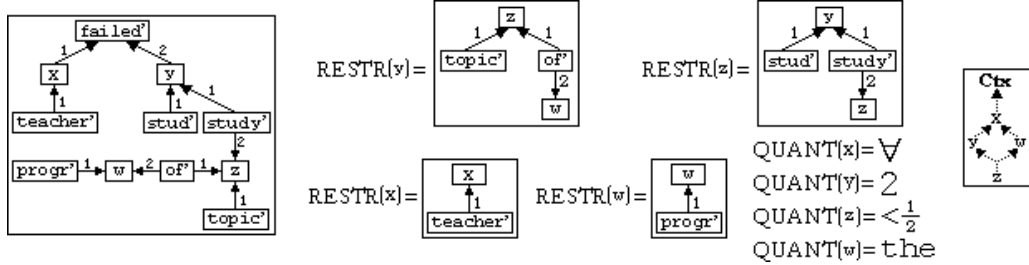 failed'
1 2
x y
1 1 1
teacher' stud' study'
2
progr' 1 w 2 of' 1 z
1
topic'
RESTR(y)=
z
1 1
topic' of'
2
w
RESTR(z)=
y
1 1
stud' study'
2
z
RESTR(x)=
x
1
teacher'
RESTR(w)=
w
1
progr'
QUANT(x)= ∀
QUANT(y)= 2
QUANT(z)= <1/2
QUANT(w)= the
Ctx
x
y w
z